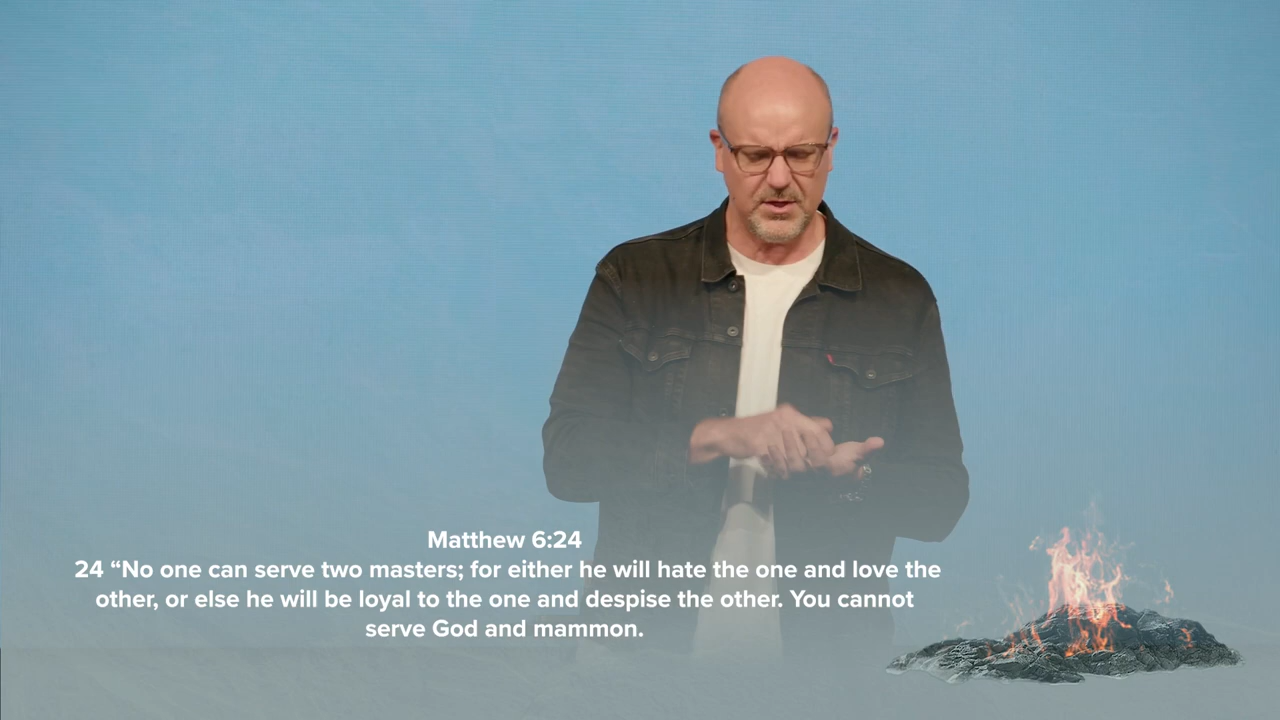 Matthew 6:24
24 “No one can serve two masters; for either he will hate the one and love the
other, or else he will be loyal to the one and despise the other. You cannot
serve God and mammon.